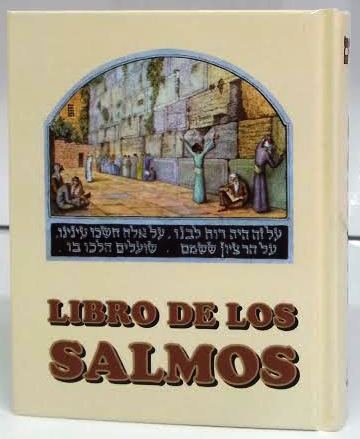 על זה היה דוה לבנו, על אלה חשכו עינינו,
על הר ציון ששמם. שועלים הלכו בו.
LIBRO DE LOS
SALMOS